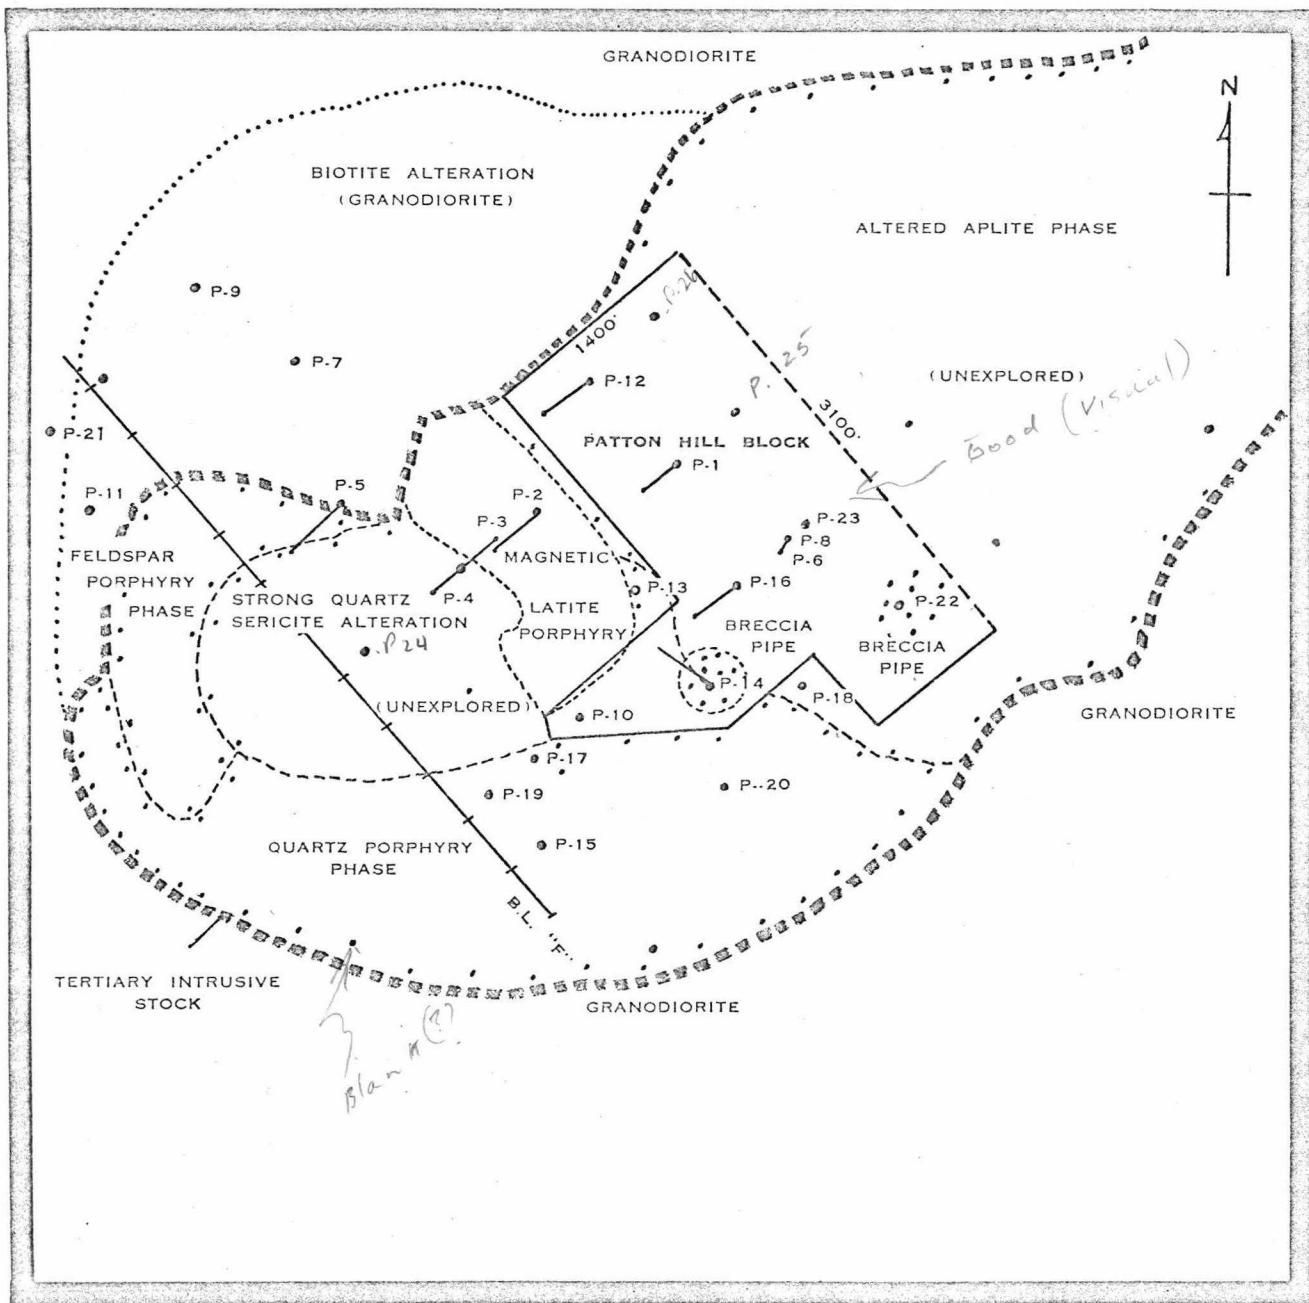 GRANODIORITE
N
BIOTITE ALTERATION
(GRANODIORITE)
ALTERED APLITE PHASE
P-9
P-26
1400'
P-7
P-12
P. 25
(UNEXPLORED)
3100'
P-21
PATTON HILL BLOCK
Good (Visual)
P-1
P-11
P-5
P-2
P-3
P-23
P-8
P-6
FELDSPAR
PORPHYRY
PHASE
MAGNETIC
LATITE
PORPHYRY
P-13
P-16
STRONG QUARTZ
SERICITE ALTERATION
P-4
P-22
BRECCIA
PIPE
BRECCIA
PIPE
P24
P-14
P-18
(UNEXPLORED)
P-10
GRANODIORITE
P-17
P-19
P-20
P-15
QUARTZ PORPHYRY
PHASE
B.L. "F"
TERTIARY INTRUSIVE
STOCK
GRANODIORITE
Blank (?)